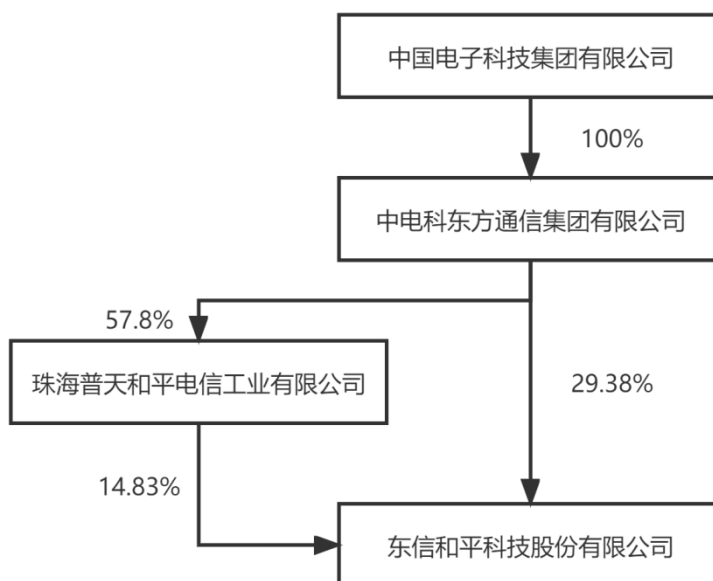 中国电子科技集团有限公司
100%
中电科东方通信集团有限公司
57.8%
珠海普天和平电信工业有限公司
29.38%
14.83%
东信和平科技股份有限公司